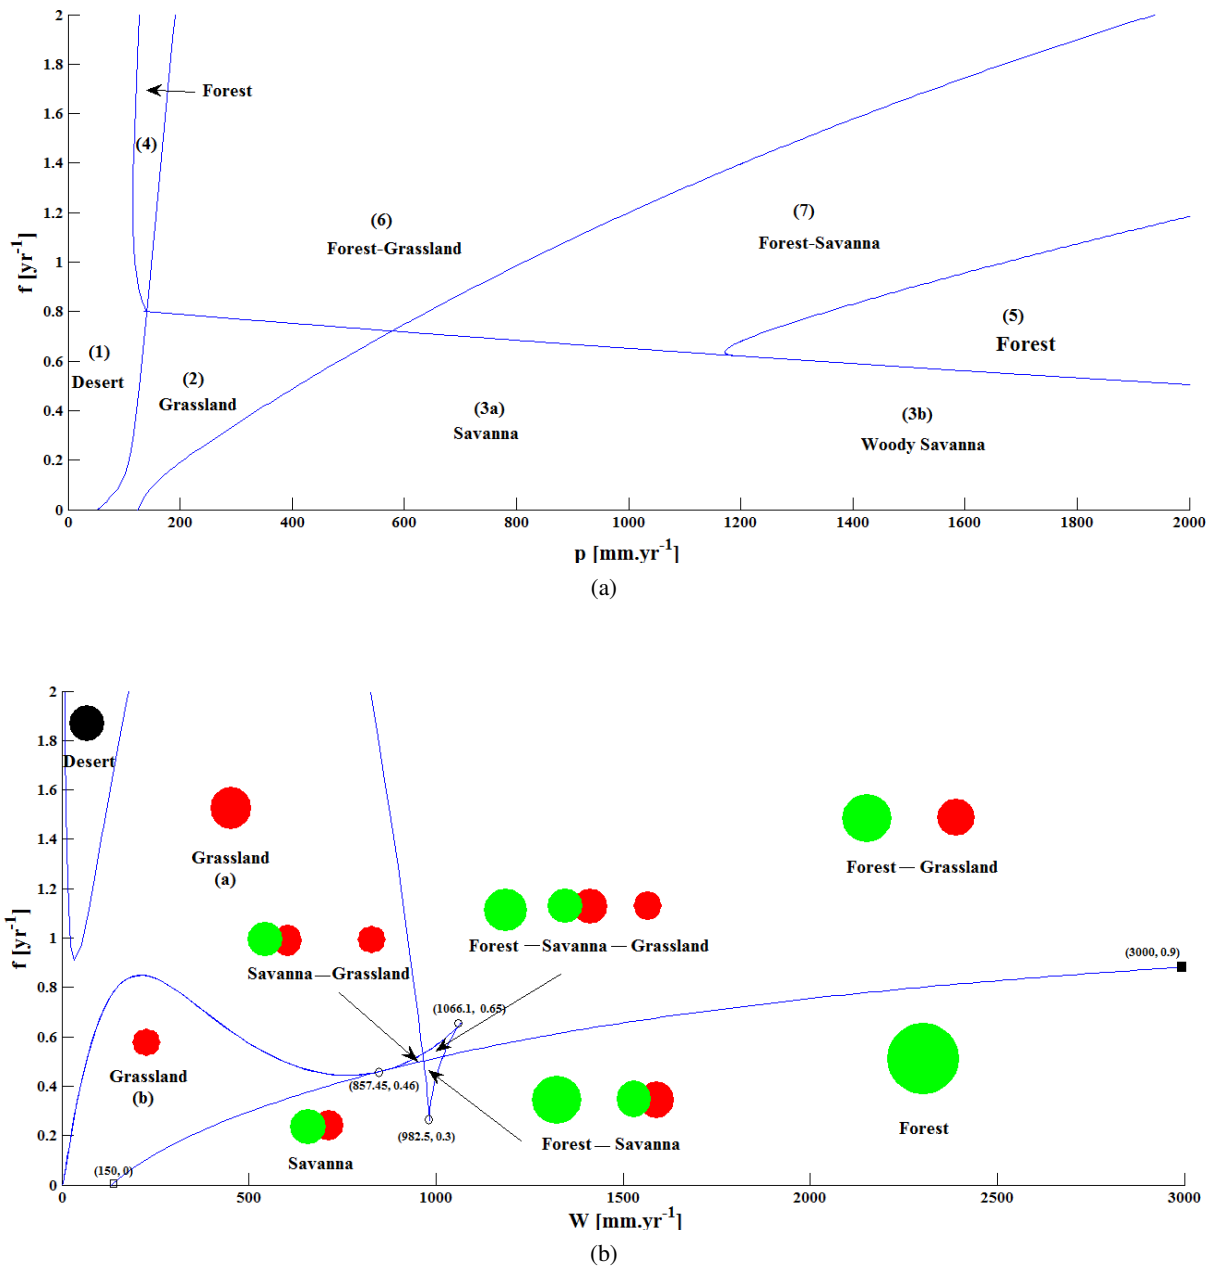 2
1.8
Forest
1.6
(4)
1.4
1.2
(6)
(7)
Forest-Grassland
Forest-Savanna
f [yr-1]
1
0.8
(5)
Forest
(1)
0.6
Desert
(2)
Grassland
0.4
(3a)
(3b)
Savanna
Woody Savanna
0.2
0
0 200 400 600 800 1000 1200 1400 1600 1800 2000
p [mm.yr-1]
(a)
2
1.8
Desert
1.6
1.4
Grassland
(a)
Forest — Grassland
1.2
Forest — Savanna — Grassland
f [yr-1]
1
Savanna — Grassland
(3000, 0.9)
0.8
(1066.1, 0.65)
0.6
Grassland
(b)
(857.45, 0.46)
0.4
(982.5, 0.3)
Forest — Savanna
Forest
0.2
Savanna
(150, 0)
0
0 500 1000 1500 2000 2500 3000
W [mm.yr-1]
(b)